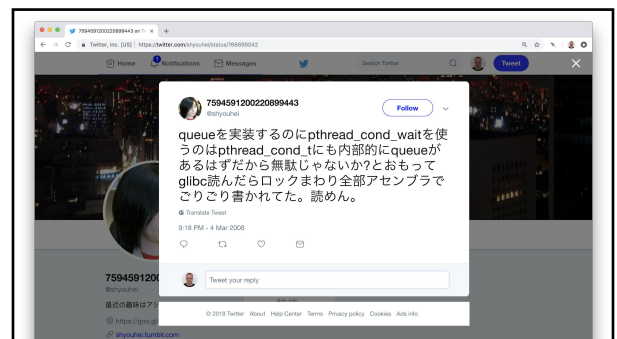 7594591200220899443 on Tw
Twitter, Inc. [US] | https://twitter.com/shyouhei/status/766699042
Home
1
Notifications
Messages
Search Twitter
Tweet
7594591200220899443
@shyouhei
Follow
queueを実装するのにpthread_cond_waitを使
うのはpthread_cond_tにも内部的にqueueが
あるはずだから無駄じゃないか?とおもって
glibc読んだらロックまわり全部アセンブラで
ごりごり書かれてた。読めん。
Translate Tweet
9:18 PM - 4 Mar 2008
Tweet your reply
759459120
@shyouhei
最近の趣味はアシ
© 2018 Twitter About Help Center Terms Privacy policy Cookies Ads info
https://goo.gl
shyouhei.tumblr.com